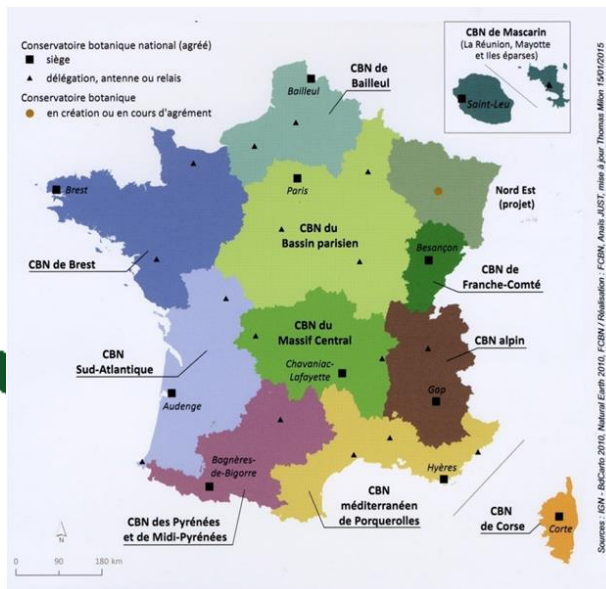 Conservatoire botanique national (agréé)
siège
délégation, antenne ou relais
Conservatoire botanique
en création ou en cours d'agrément
CBN de
Bailleul
Bailleul
CBN de Mascarin
(La Réunion, Mayotte
et Iles éparses)
Saint-Leu
Brest
Paris
Nord Est
(projet)
CBN du
Bassin parisien
Besançon
CBN de Brest
CBN de
Franche-Comté
CBN du
Massif Central
CBN alpin
CBN
Sud-Atlantique
Chavaniac-
Lafayette
Audenge
Gap
Bagnères-
de-Bigorre
Hyères
CBN des Pyrénées
et de Midi-Pyrénées
CBN
méditerranéen
de Porquerolles
CBN
de Corse
Corte
N
0 90 180 km
Sources : IGN - BdCarto 2010, Natural Earth 2010, FCBN / Réalisation : FCBN, Anaïs JUST, mise à jour Thomas Milon 15/01/2015